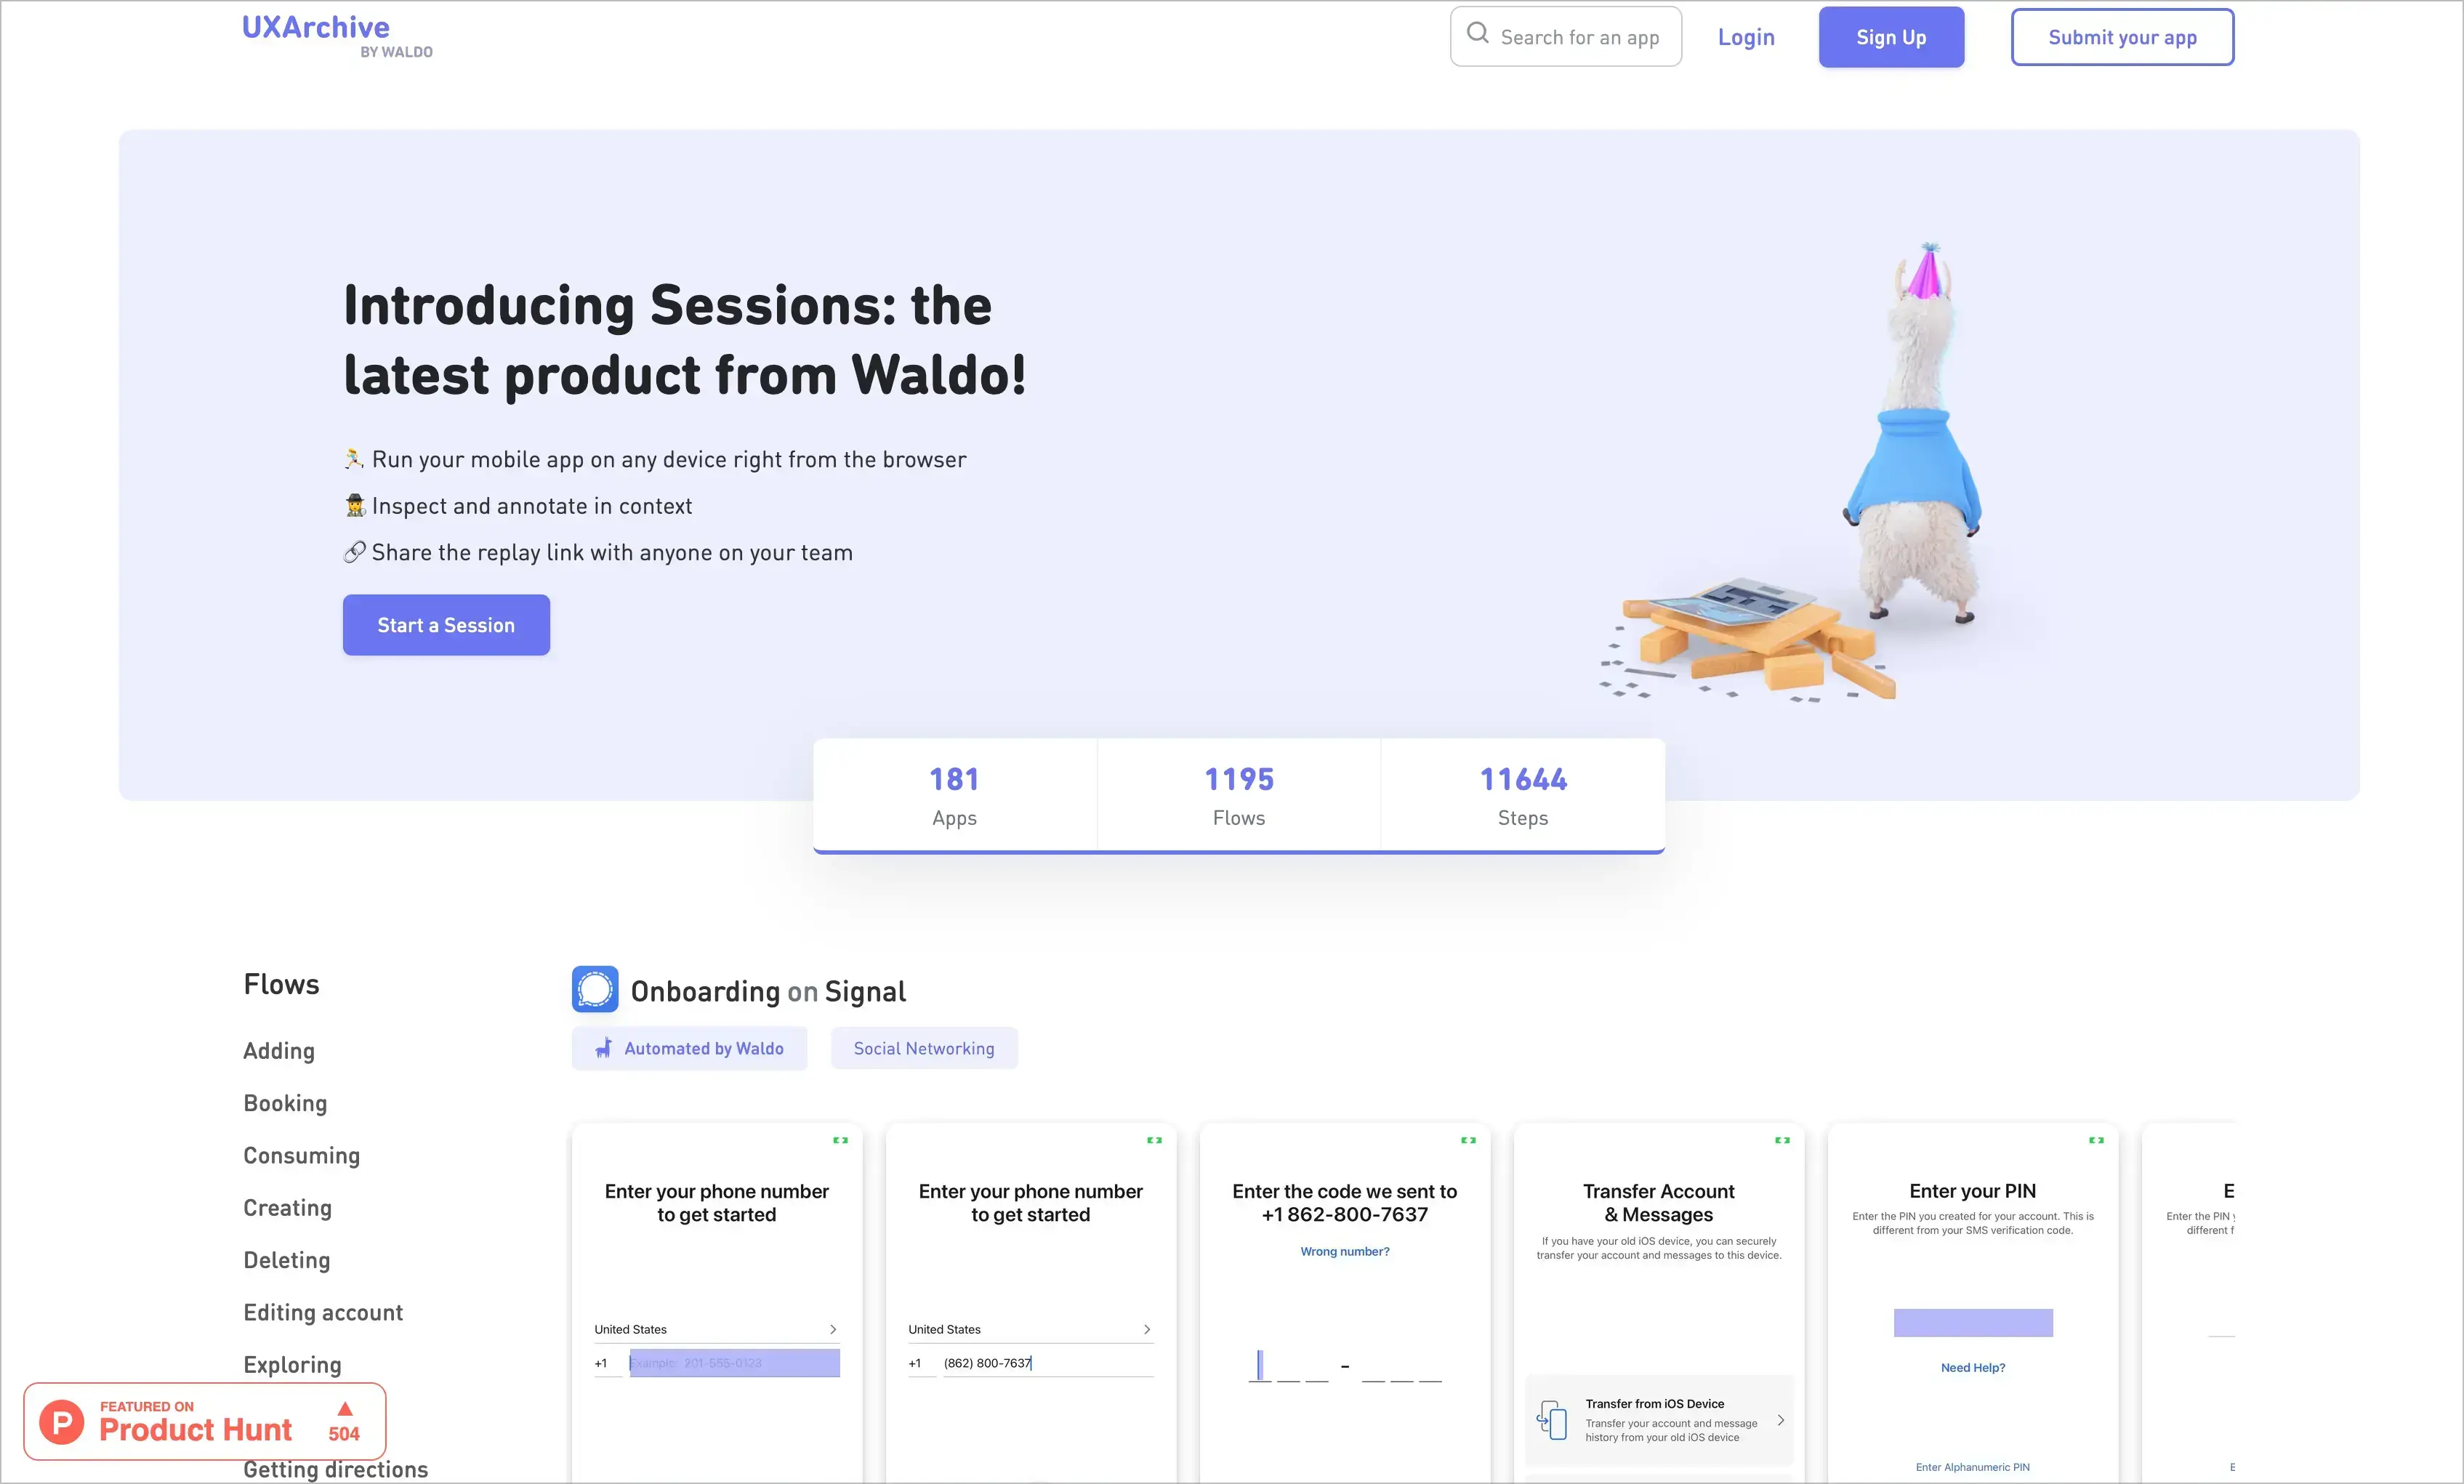 UXArchive
BY WALDO
Search for an app
Login
Sign Up
Submit your app
Introducing Sessions: the
latest product from Waldo!
Run your mobile app on any device right from the browser
Inspect and annotate in context
Share the replay link with anyone on your team
Start a Session
181
Apps
1195
Flows
11644
Steps
Flows
Adding
Booking
Consuming
Creating
Deleting
Editing account
Exploring
Getting directions
FEATURED ON
Product Hunt
504
Onboarding on Signal
Automated by Waldo
Social Networking
Enter your phone number
to get started
United States
+1 Example: 201-555-0123
Enter your phone number
to get started
United States
+1 (862) 800-7637
Enter the code we sent to
+1 862-800-7637
Wrong number?
–
Transfer Account
& Messages
If you have your old iOS device, you can securely
transfer your account and messages to this device.
Transfer from iOS Device
Transfer your account and message
history from your old iOS device
Enter your PIN
Enter the PIN you created for your account. This is
different from your SMS verification code.
Need Help?
Enter Alphanumeric PIN
E
Enter the PIN
different f
E